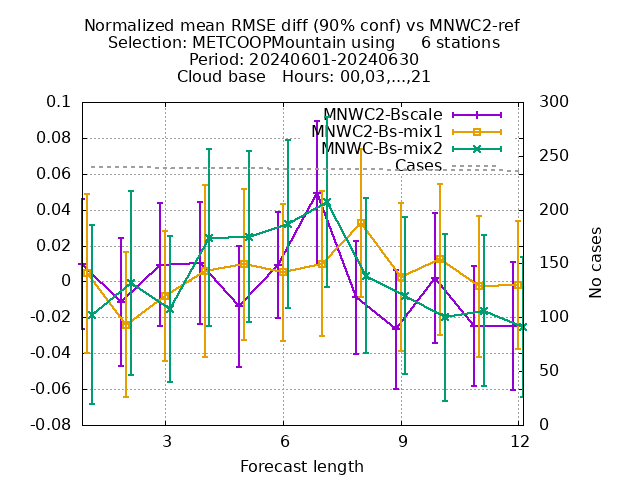 Normalized mean RMSE diff (90% conf) vs MNWC2-ref
Selection: METCOOPMountain using 6 stations
Period: 20240601-20240630
Cloud base Hours: 00,03,...,21
MNWC2-Bscale
MNWC2-Bs-mix1
MNWC-Bs-mix2
Cases
0.1
0.08
0.06
0.04
0.02
0
-0.02
-0.04
-0.06
-0.08
300
250
200
150
100
50
0
No cases
3 6 9 12
Forecast length